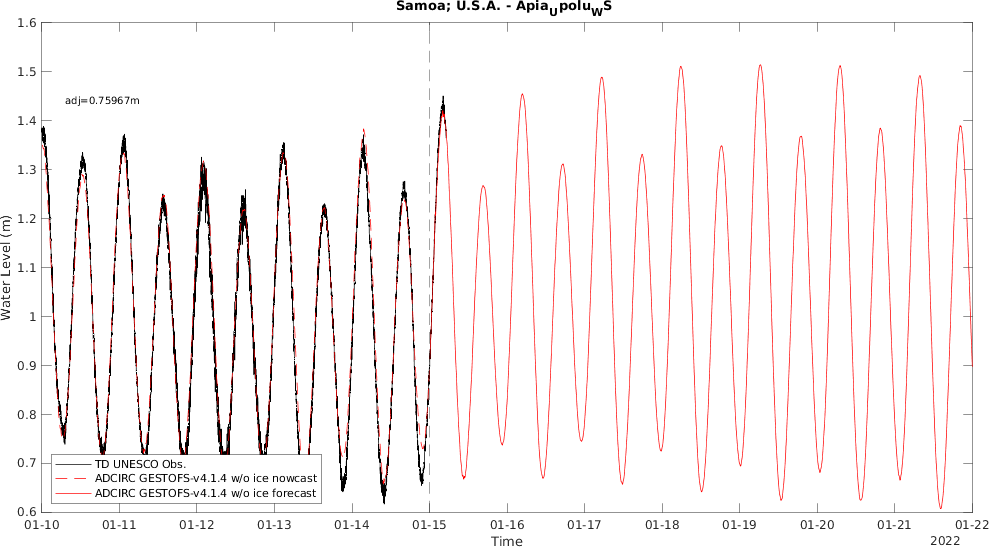 Samoa; U.S.A. - ApiaUpoluWS
1.6
1.5
1.4
1.3
1.2
1.1
1
0.9
0.8
0.7
0.6
Water Level (m)
adj=0.75967m
TD UNESCO Obs.
ADCIRC GESTOFS-v4.1.4 w/o ice nowcast
ADCIRC GESTOFS-v4.1.4 w/o ice forecast
01-10 01-11 01-12 01-13 01-14 01-15 01-16 01-17 01-18 01-19 01-20 01-21 01-22
Time
2022